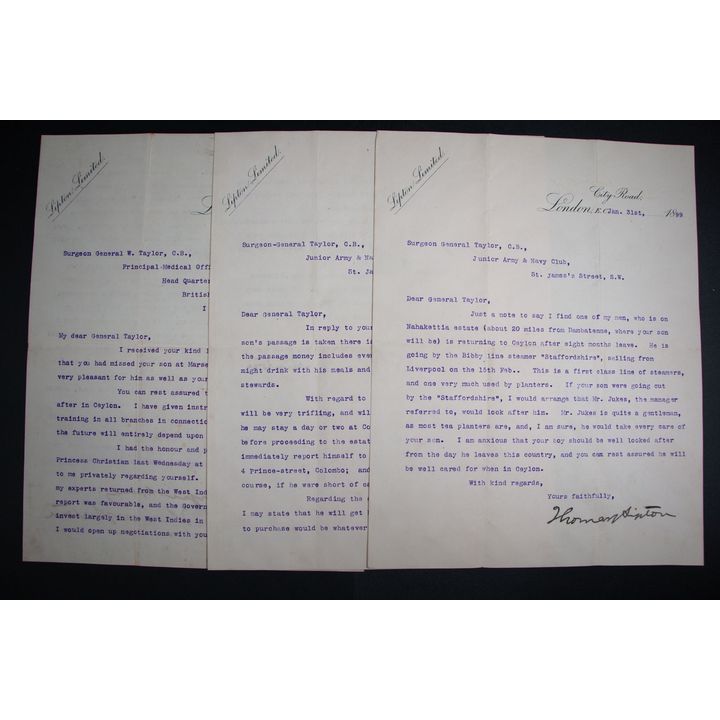 Lipton Limited.
Surgeon General W. Taylor, C.B.,
Principal Medical Offi
Head Quarter
British
I
My dear General Taylor,
I received your kind l
that you had missed your son at Marse
very pleasant for him as well as your
You can rest assured t
after in Ceylon. I have given instr
training in all branches in connectio
the future will entirely depend upon
I had the honour and p
Princess Christian last Wednesday at
to me privately regarding yourself.
my experts returned from the West Ind
report was favourable, and the Govern
invest largely in the West Indies in
I would open up negotiations with you
Lipton Limited.
Surgeon-General Taylor, C.B.,
Junior Army & Na
St. Ja
Dear General Taylor,
In reply to your
son's passage is taken there i
the passage money includes eve
might drink with his meals and
stewards.
With regard to
will be very trifling, and wil
he may stay a day or two at Co
before proceeding to the estat
immediately report himself to
4 Prince-street, Colombo; and
course, if he were short of ca
Regarding the
I may state that he will get
to purchase would be whatever
Lipton Limited.
City Road,
London, E.C. Jan. 31st, 1899
Surgeon General Taylor, C.B.,
Junior Army & Navy Club,
St. James's Street, S.W.
Dear General Taylor,
Just a note to say I find one of my men, who is on
Nahakettia estate (about 20 miles from Dambatenne, where your son
will be) is returning to Ceylon after eight months leave. He is
going by the Bibby line steamer "Staffordshire", sailing from
Liverpool on the 15th Feb.. This is a first class line of steamers,
and one very much used by planters. If your son were going out
by the "Staffordshire", I would arrange that Mr. Jukes, the manager
referred to, would look after him. Mr. Jukes is quite a gentleman,
as most tea planters are, and, I am sure, he would take every care of
your son. I am anxious that your boy should be well looked after
from the day he leaves this country, and you can rest assured he will
be well cared for when in Ceylon.
With kind regards,
Yours faithfully,
Thomas Lipton